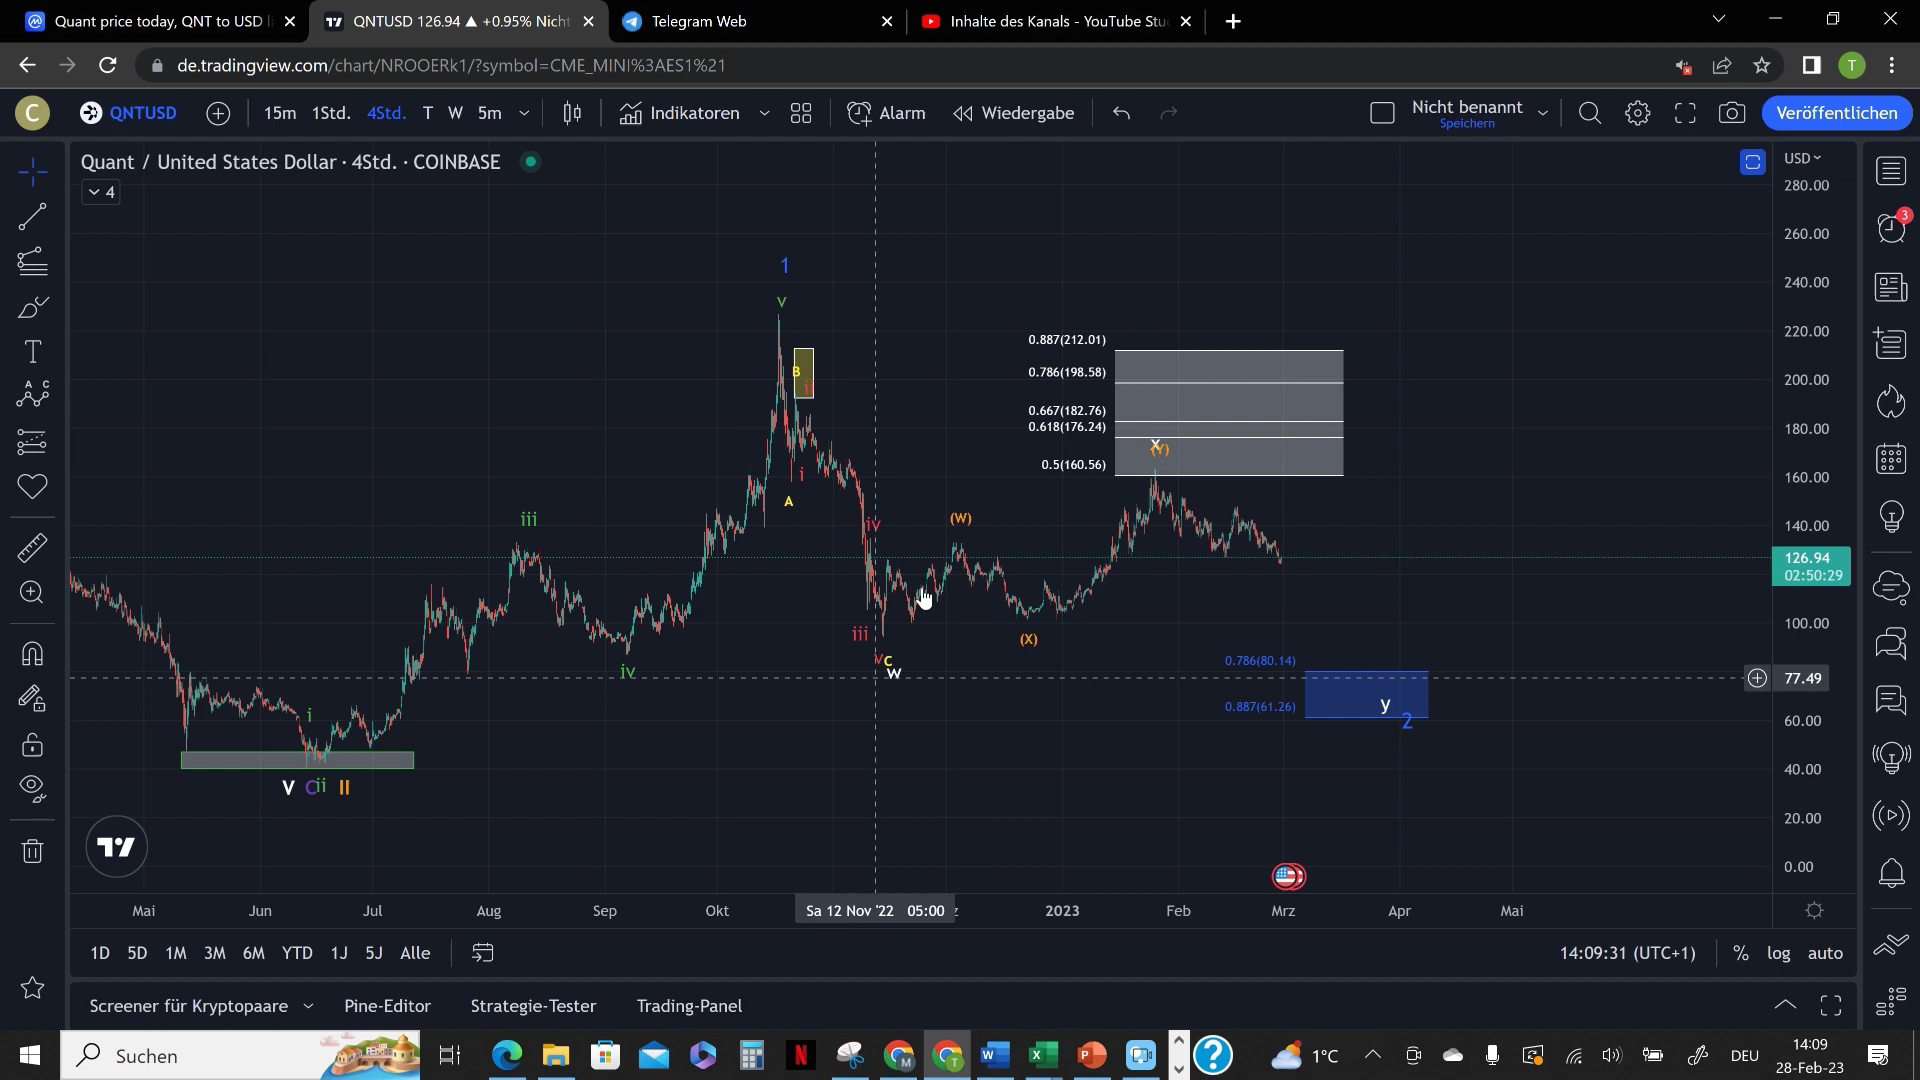 Quant price today, QNT to USD li
QNTUSD 126.94 ▲ +0.95% Nicht
Telegram Web
Inhalte des Kanals - YouTube Stu
de.tradingview.com/chart/NROOERk1/?symbol=CME_MINI%3AES1%21
T
C
QNTUSD
15m 1Std. 4Std. T W 5m
Indikatoren
Alarm
Wiedergabe
Nicht benannt
Speichern
Veröffentlichen
Quant / United States Dollar · 4Std. · COINBASE
4
USD
280.00
260.00
240.00
220.00
200.00
180.00
160.00
140.00
126.94
02:50:29
100.00
77.49
60.00
40.00
20.00
0.00
3
1
v
B
ii
i
A
iii
iv
iv
iii
v
c
w
(W)
(X)
X
(Y)
0.887(212.01)
0.786(198.58)
0.667(182.76)
0.618(176.24)
0.5(160.56)
0.786(80.14)
0.887(61.26)
y
2
i
V
C
ii
II
Mai Jun Jul Aug Sep Okt Sa 12 Nov '22 05:00 2023 Feb Mrz Apr Mai
1D 5D 1M 3M 6M YTD 1J 5J Alle
14:09:31 (UTC+1) % log auto
Screener für Kryptopaare Pine-Editor Strategie-Tester Trading-Panel
Suchen
1°C
DEU
14:09
28-Feb-23